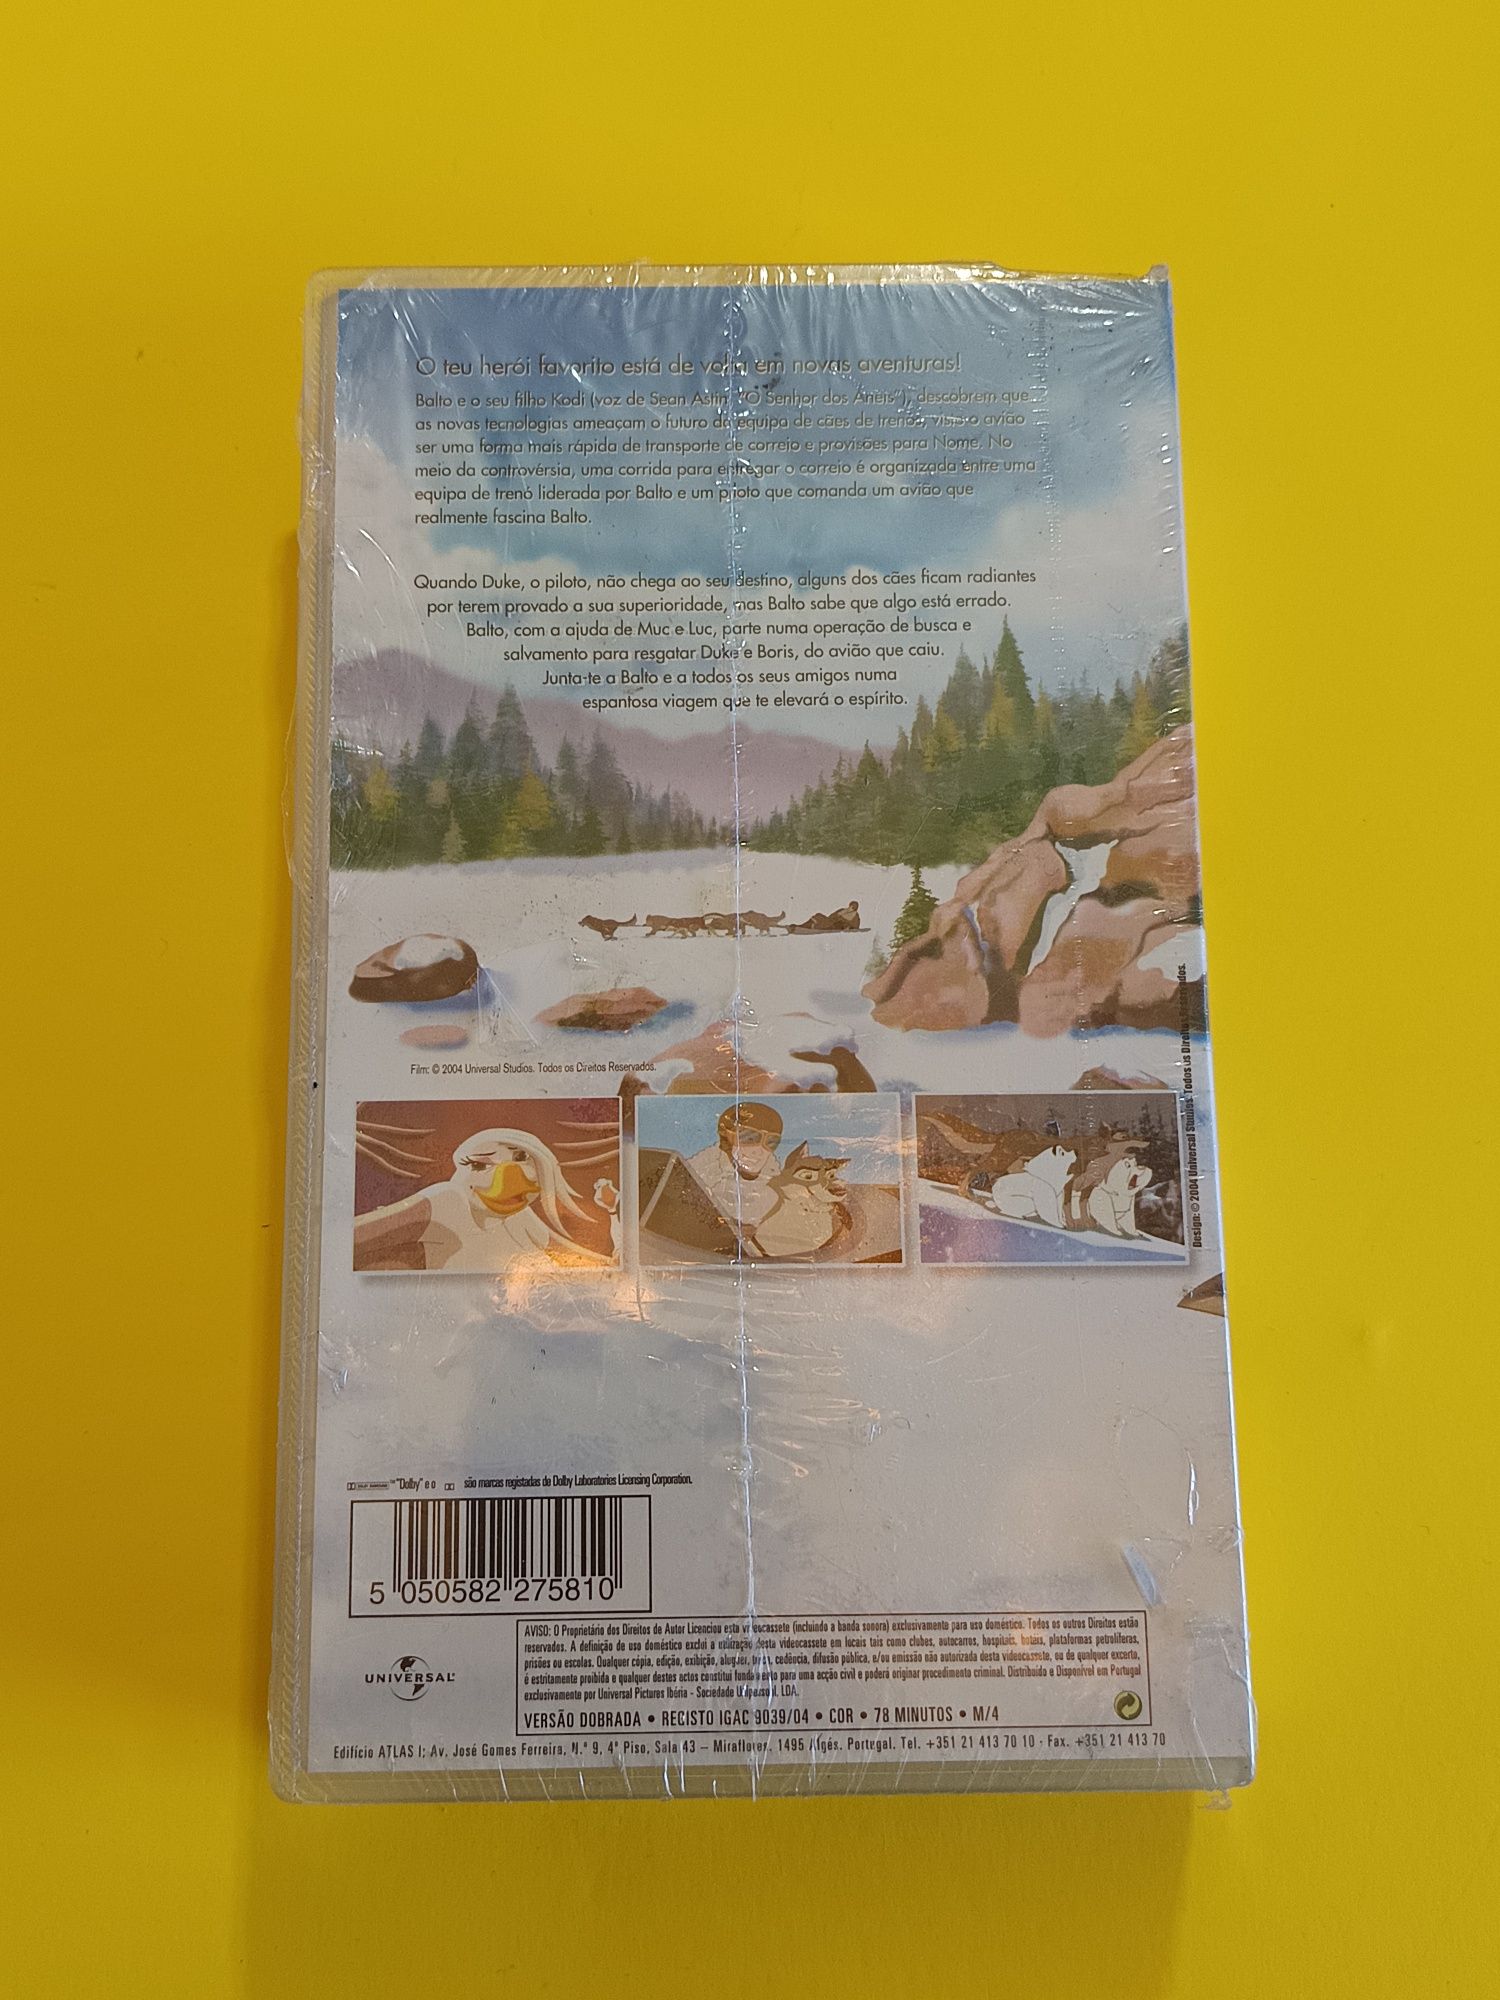 O teu herói favorito está de volta em novas aventuras!
Balto e o seu filho Kodi (voz de Sean Astin, "O Senhor dos Anéis"), descobrem que
as novas tecnologias ameaçam o futuro da equipa de cães de trenós, visto o avião
ser uma forma mais rápida de transporte de correio e provisões para Nome. No
meio da controvérsia, uma corrida para entregar o correio é organizada entre uma
equipa de trenó liderada por Balto e um piloto que comanda um avião que
realmente fascina Balto.
Quando Duke, o piloto, não chega ao seu destino, alguns dos cães ficam radiantes
por terem provado a sua superioridade, mas Balto sabe que algo está errado.
Balto, com a ajuda de Muc e Luc, parte numa operação de busca e
salvamento para resgatar Duke e Boris, do avião que caiu.
Junta-te a Balto e a todos os seus amigos numa
espantosa viagem que te elevará o espírito.
Film: © 2004 Universal Studios. Todos os Direitos Reservados.
Design: © 2004 Universal Studios. Todos os Direitos Reservados.
"Dolby" e o são marcas registadas de Dolby Laboratories Licensing Corporation.
5 050582 275810
AVISO: O Proprietário dos Direitos de Autor Licenciou esta videocassete (incluindo a banda sonora) exclusivamente para uso doméstico. Todos os outros Direitos estão
reservados. A definição de uso doméstico exclui a utilização desta videocassete em locais tais como clubes, autocarros, hospitais, hotéis, plataformas petrolíferas,
prisões ou escolas. Qualquer cópia, edição, exibição, aluguer, troca, cedência, difusão pública, e/ou emissão não autorizada desta videocassete, ou de qualquer excerto,
é estritamente proibida e qualquer destes actos constitui fundamento para uma acção civil e poderá originar procedimento criminal. Distribuido e Disponível em Portugal
exclusivamente por Universal Pictures Ibéria - Sociedade Unipessoal, LDA.
UNIVERSAL
VERSÃO DOBRADA • REGISTO IGAC 9039/04 • COR • 78 MINUTOS • M/4
Edifício ATLAS I; Av. José Gomes Ferreira, N.º 9, 4º Piso, Sala 43 – Miraflores, 1495 Algés. Portugal. Tel. +351 21 413 70 10 - Fax. +351 21 413 70